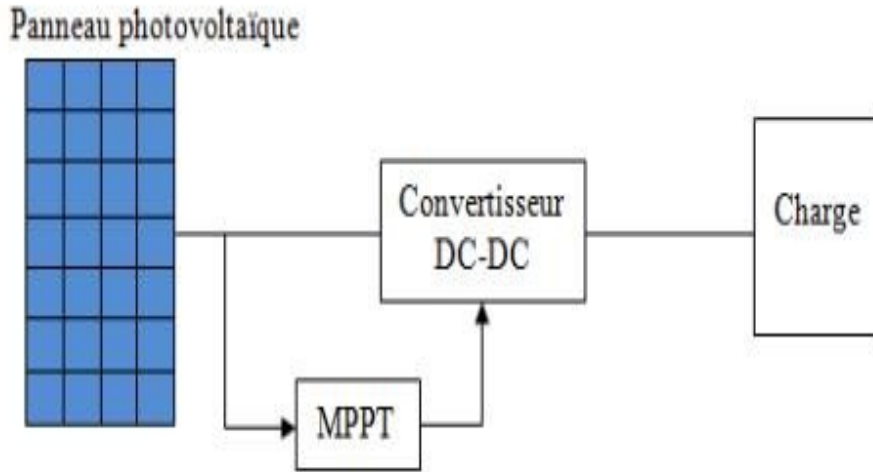 Panneau photovoltaïque
Convertisseur
DC-DC
Charge
MPPT